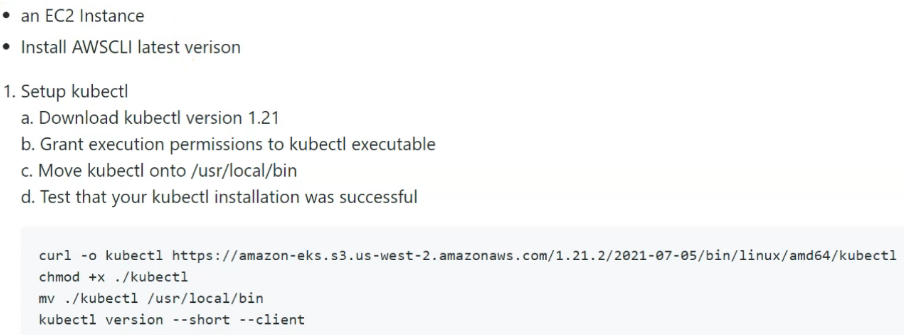 • an EC2 Instance
• Install AWSCLI latest verison
1. Setup kubectl
a. Download kubectl version 1.21
b. Grant execution permissions to kubectl executable
c. Move kubectl onto /usr/local/bin
d. Test that your kubectl installation was successful
curl -o kubectl https://amazon-eks.s3.us-west-2.amazonaws.com/1.21.2/2021-07-05/bin/linux/amd64/kubectl
chmod +x ./kubectl
mv ./kubectl /usr/local/bin
kubectl version --short --client